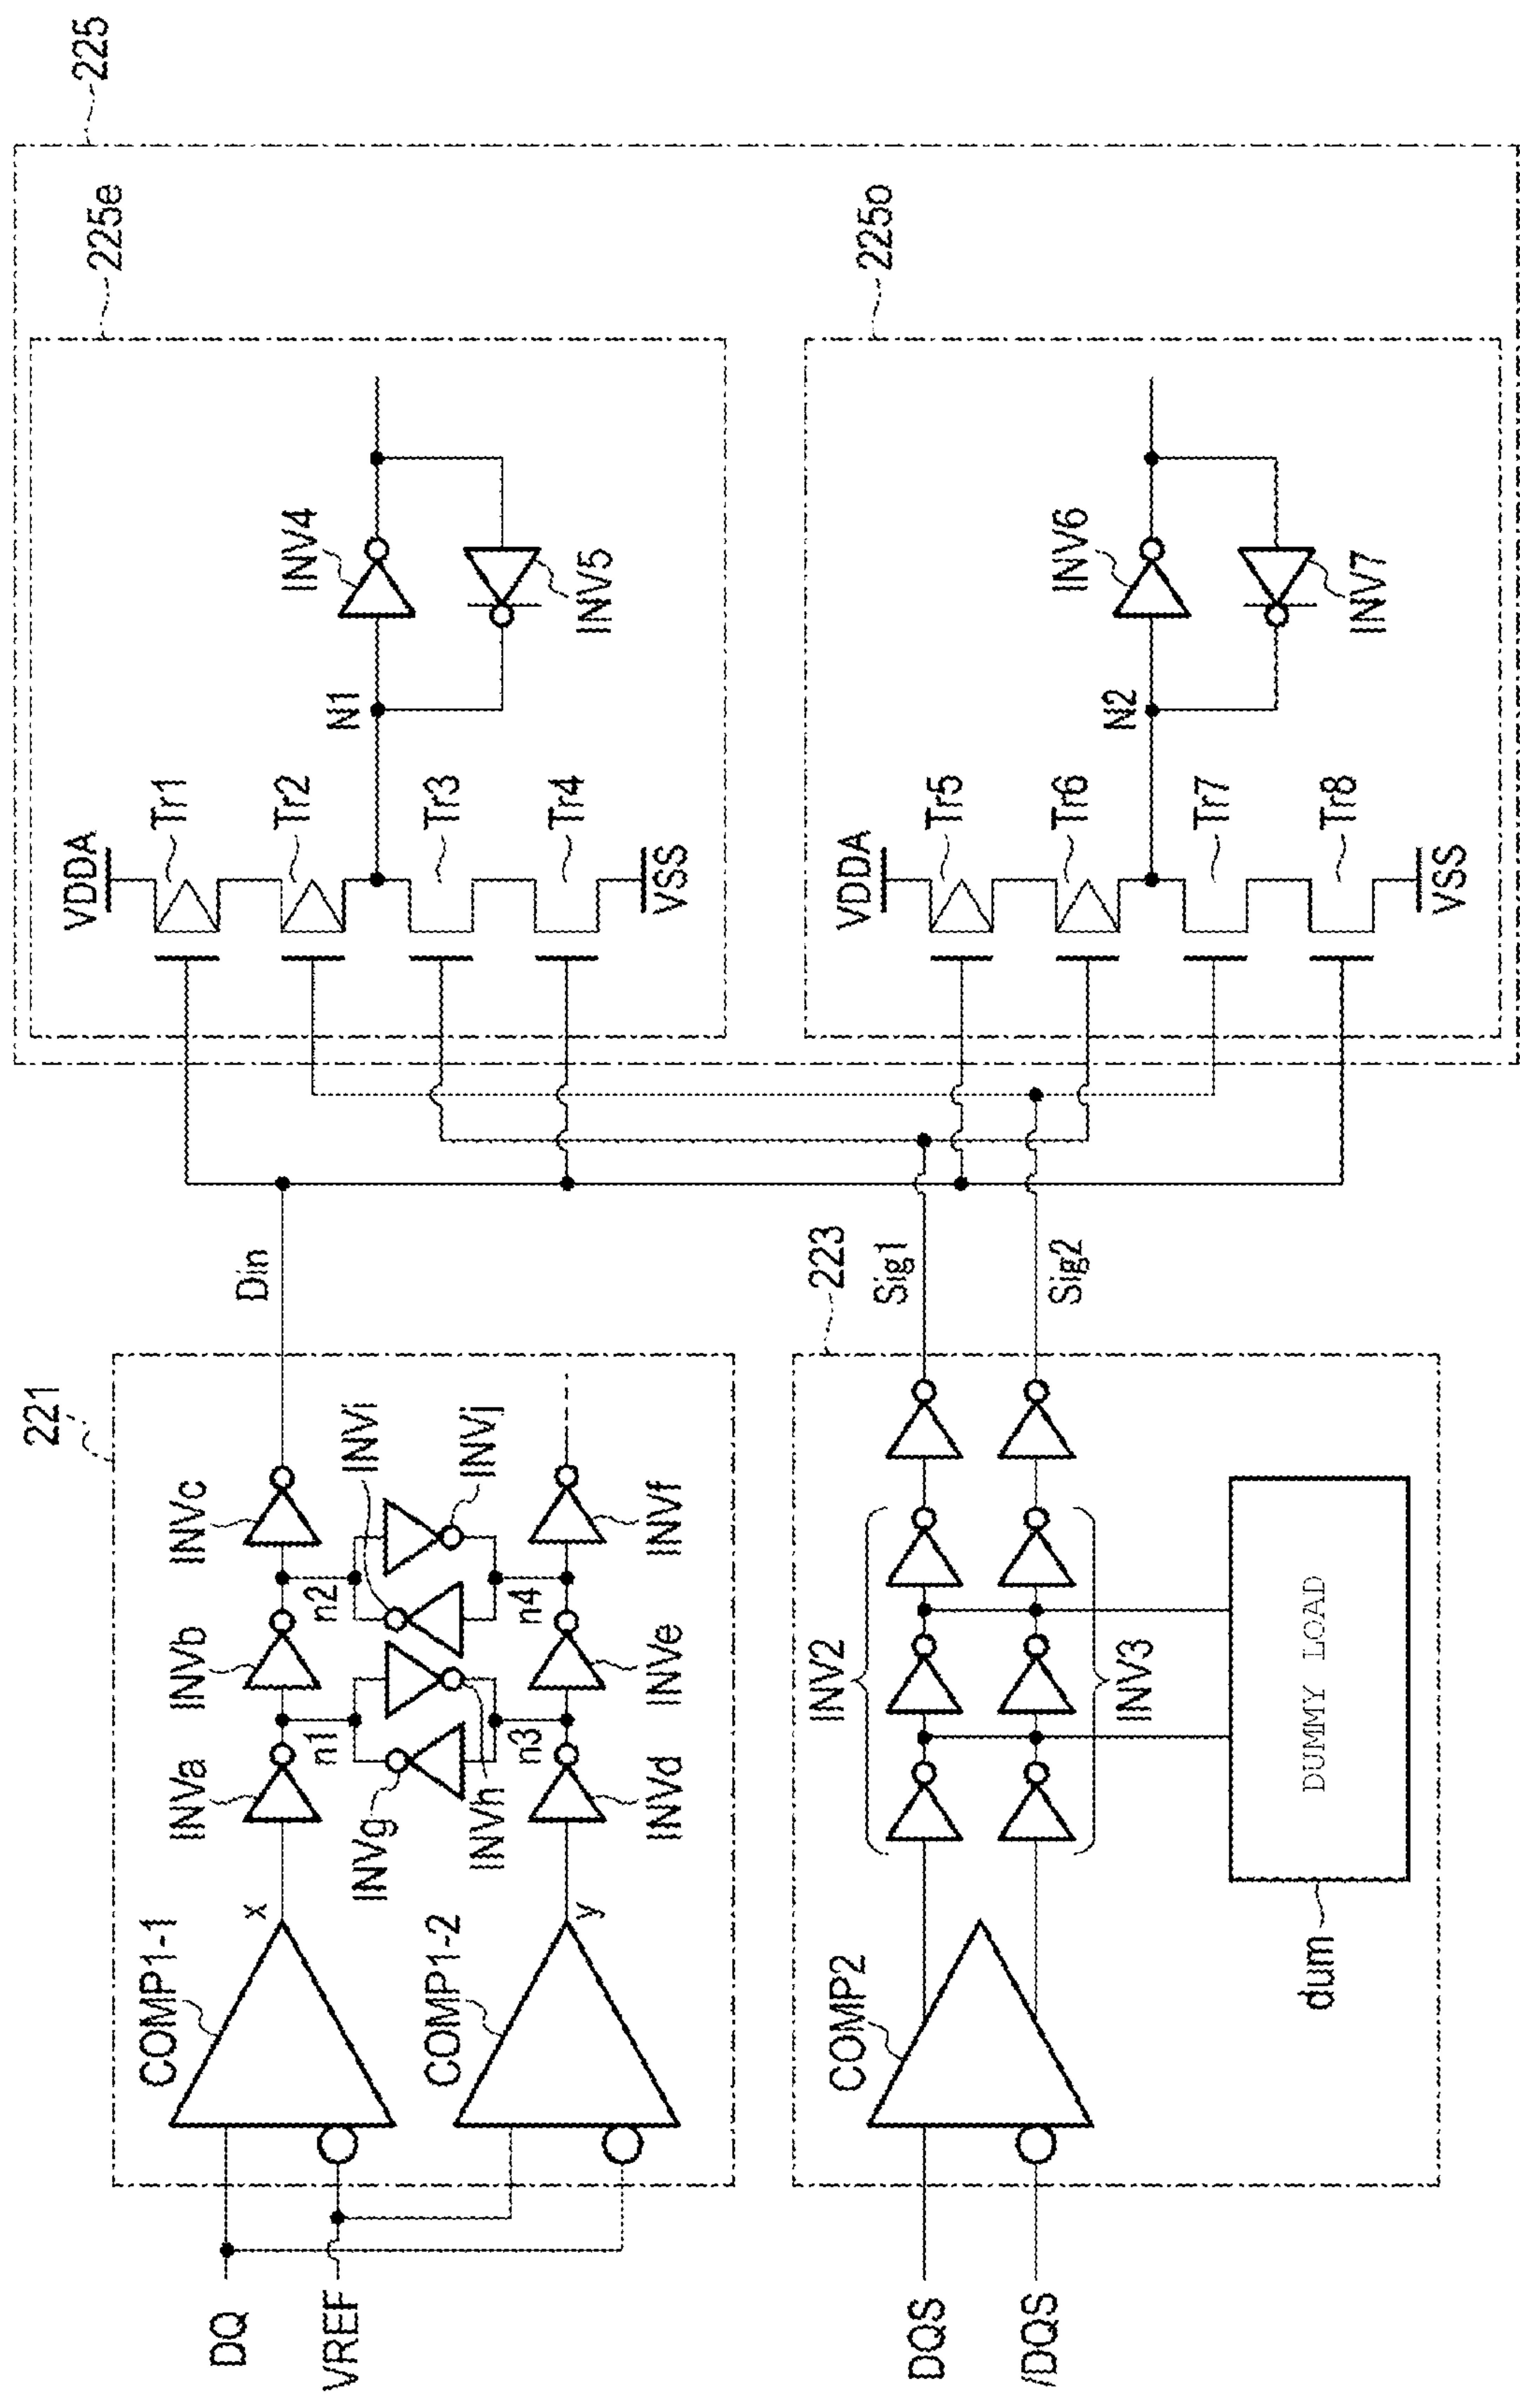 225
225e
VDDA
Tr1
Tr2
Tr3
Tr4
VSS
N1
INV4
INV5
225o
VDDA
Tr5
Tr6
Tr7
Tr8
VSS
N2
INV6
INV7
221
DQ
VREF
COMP1-1
COMP1-2
x
y
INVa
INVb
INVc
n1
n2
INVg
INVh
INVi
INVj
n3
n4
INVd
INVe
INVf
Din
223
DQS
/DQS
COMP2
INV2
INV3
Sig1
Sig2
DUMMY LOAD
dum